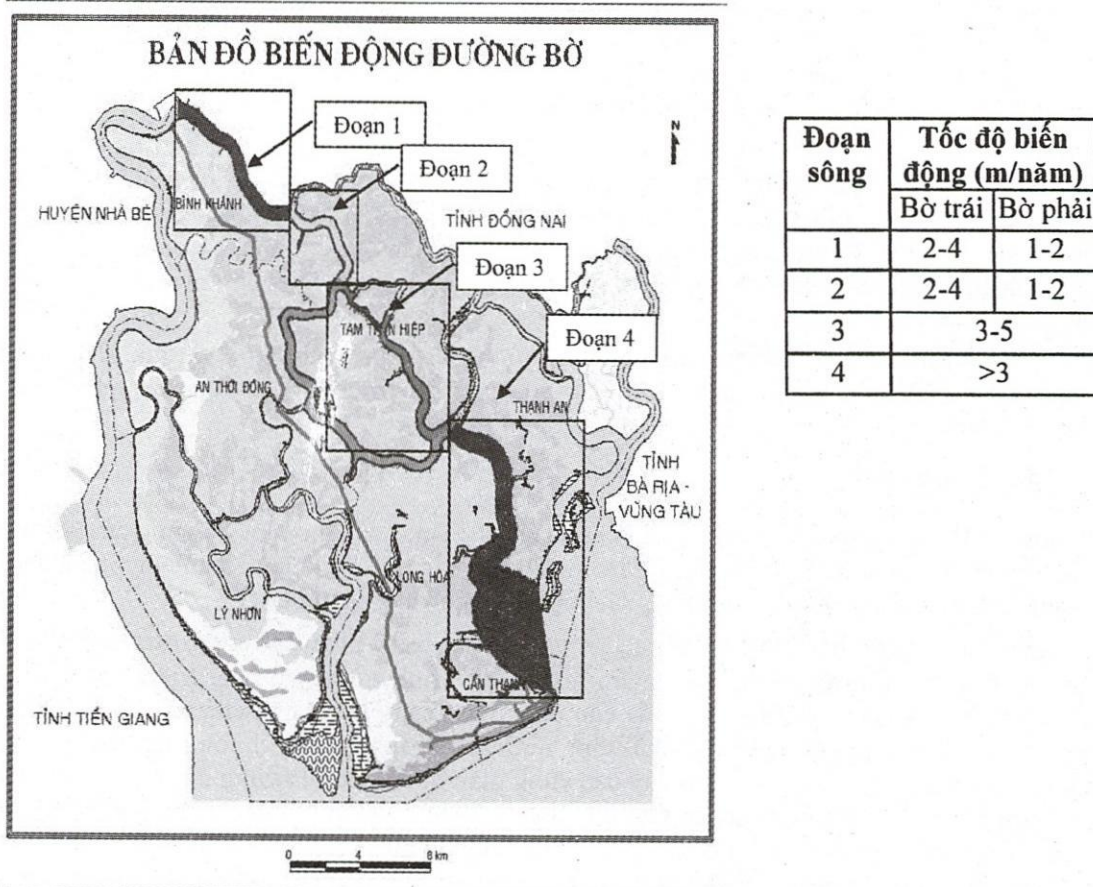 BẢN ĐỒ BIẾN ĐỘNG ĐƯỜNG BỜ
Đoạn 1
Đoạn 2
N
HUYỆN NHÀ BÈ
BÌNH KHÁNH
TỈNH ĐỒNG NAI
Đoạn 3
TAM THÔN HIỆP
Đoạn 4
AN THỚI ĐÔNG
THẠNH AN
TỈNH
BÀ RỊA -
VŨNG TÀU
LONG HÒA
LÝ NHƠN
CẦN THẠNH
TỈNH TIỀN GIANG
0 4 8 km
Đoạn sông Tốc độ biến động (m/năm)
Bờ trái Bờ phải
1 2-4 1-2
2 2-4 1-2
3 3-5
4 >3